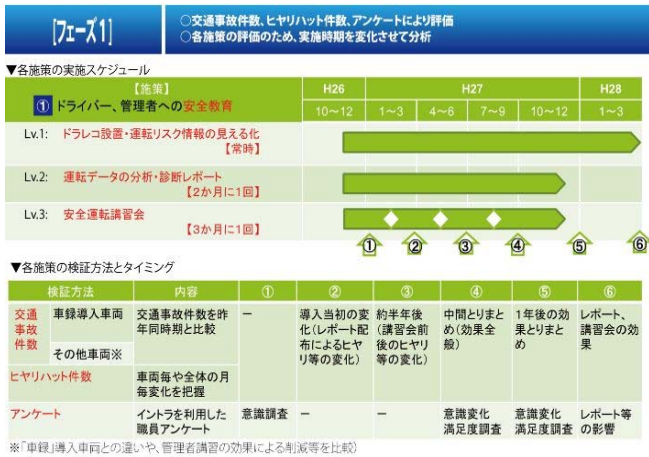 [フェーズ1]
○交通事故件数、ヒヤリハット件数、アンケートにより評価
○各施策の評価のため、実施時期を変化させて分析
▼各施策の実施スケジュール
【施策】
① ドライバー、管理者への安全教育
H26 H27 H28
10～12 1～3 4～6 7～9 10～12 1～3
Lv.1: ドラレコ設置・運転リスク情報の見える化
【常時】
Lv.2: 運転データの分析・診断レポート
【2か月に1回】
Lv.3: 安全運転講習会
【3か月に1回】
① ② ③ ④ ⑤ ⑥
▼各施策の検証方法とタイミング
検証方法 内容 ① ② ③ ④ ⑤ ⑥
交通
事故
件数
車録導入車両
その他車両※
交通事故件数を昨
年同時期と比較
－
導入当初の変
化(レポート配
布によるヒヤ
リ等の変化)
約半年後
(講習会前
後のヒヤリ
等の変化)
中間とりまと
め(効果全
般)
1年後の効
果とりまと
め
レポート、
講習会の効
果
ヒヤリハット件数
車両毎や全体の月
毎変化を把握
アンケート
イントラを利用した
職員アンケート
意識調査
－
－
意識変化
満足度調査
意識変化
満足度調査
レポート等
の影響
※「車録」導入車両との違いや、管理者講習の効果による削減等を比較)